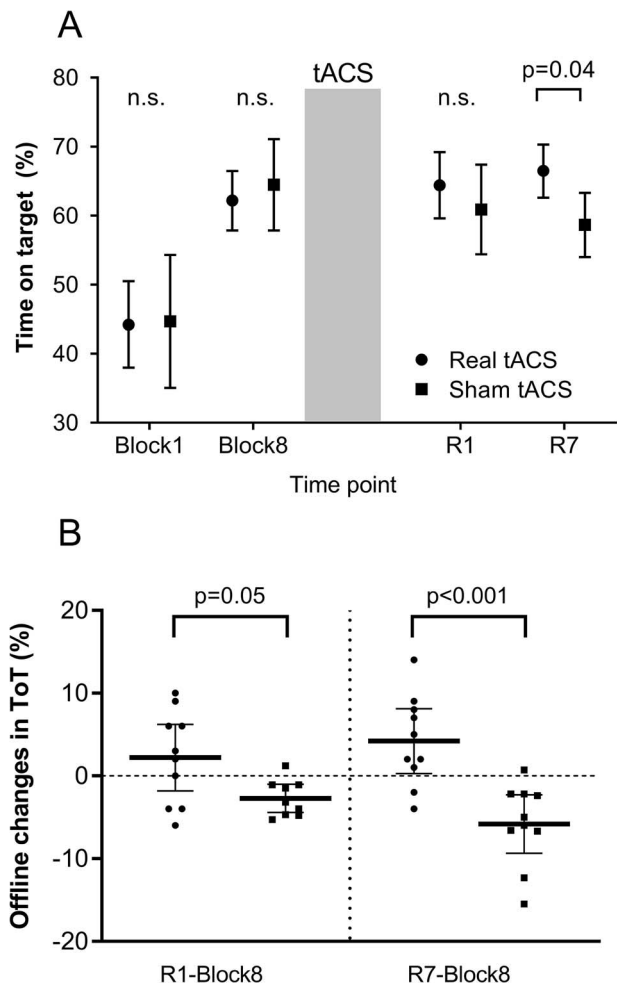 A
tACS
n.s.
n.s.
n.s.
p=0.04
Time on target (%)
80
70
60
50
40
30
Real tACS
Sham tACS
Block1
Block8
R1
R7
Time point
B
p=0.05
p<0.001
Offline changes in ToT (%)
20
10
0
-10
-20
R1-Block8
R7-Block8